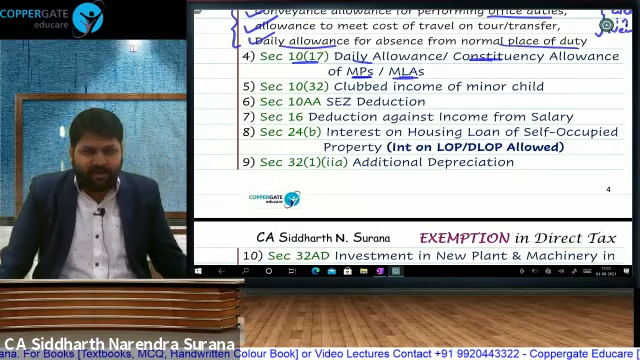 COPPERGATE
educare
Conveyance allowance for performing office duties,
allowance to meet cost of travel on tour/transfer,
Daily allowance for absence from normal place of duty
4) Sec 10(17) Daily Allowance/ Constituency Allowance
of MPs / MLAs
5) Sec 10(32) Clubbed income of minor child
6) Sec 10AA SEZ Deduction
7) Sec 16 Deduction against Income from Salary
8) Sec 24(b) Interest on Housing Loan of Self-Occupied
Property (Int on LOP/DLOP Allowed)
9) Sec 32(1)(iia) Additional Depreciation
COPPERGATE
educare
4
CA Siddharth N. Surana EXEMPTION in Direct Tax
10) Sec 32AD Investment in New Plant & Machinery in
CA Siddharth Narendra Surana
rana. For Books [Textbooks, MCQ, Handwritten Colour Book] or Video Lectures Contact +91 9920443322 - Coppergate Educare [